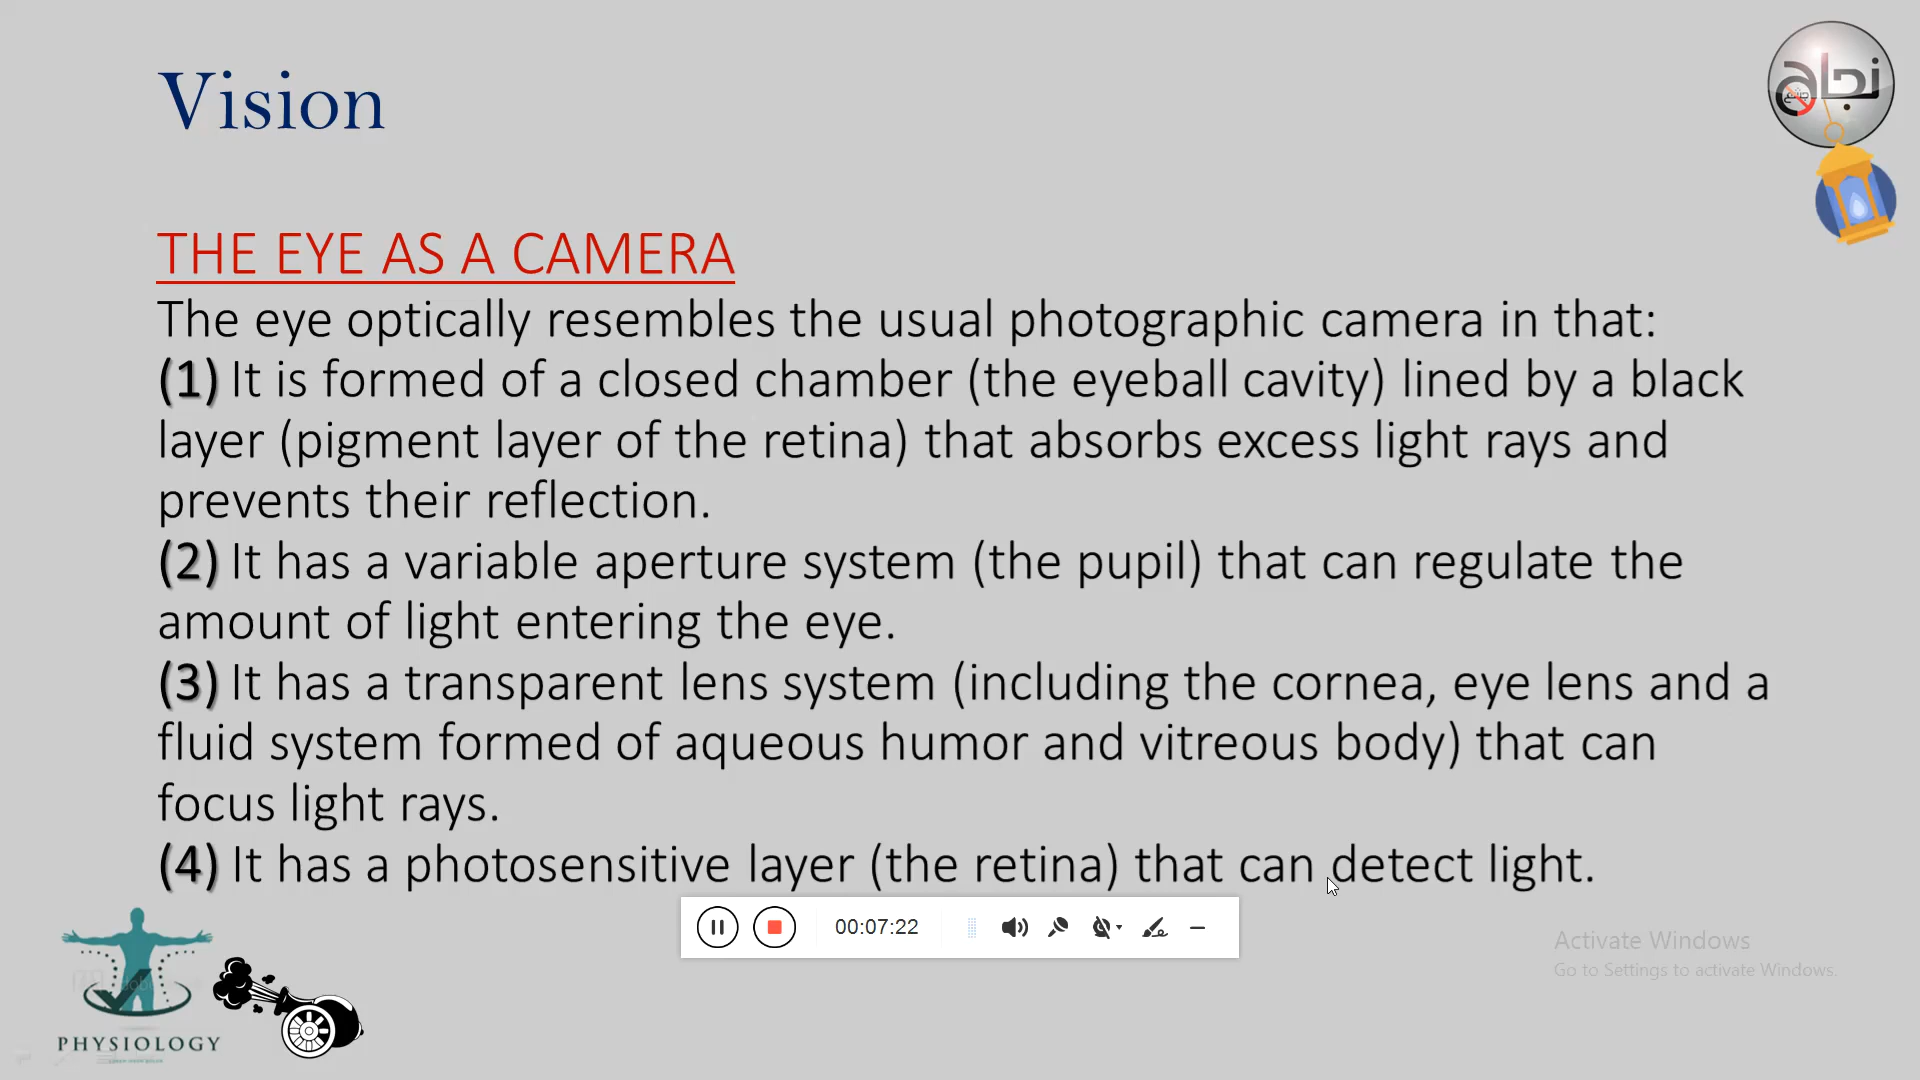 Vision
THE EYE AS A CAMERA
The eye optically resembles the usual photographic camera in that:
(1) It is formed of a closed chamber (the eyeball cavity) lined by a black
layer (pigment layer of the retina) that absorbs excess light rays and
prevents their reflection.
(2) It has a variable aperture system (the pupil) that can regulate the
amount of light entering the eye.
(3) It has a transparent lens system (including the cornea, eye lens and a
fluid system formed of aqueous humor and vitreous body) that can
focus light rays.
(4) It has a photosensitive layer (the retina) that can detect light.
00:07:22
Activate Windows
Go to Settings to activate Windows.
PHYSIOLOGY